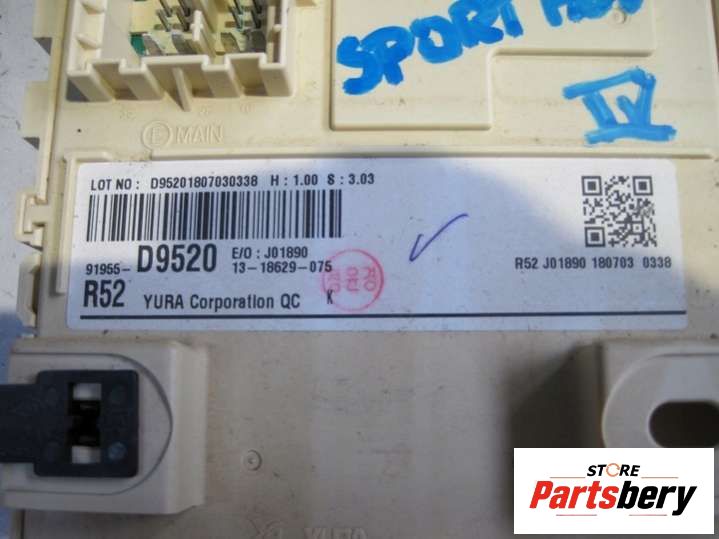 SPORTAGE
IV
E MAIN
LOT NO : D95201807030338 H : 1.00 S : 3.03
91955- D9520 E/O : J01890
13-18629-075
R52 YURA Corporation QC K
R52 J01890 180703 0338
STORE
Partsbery